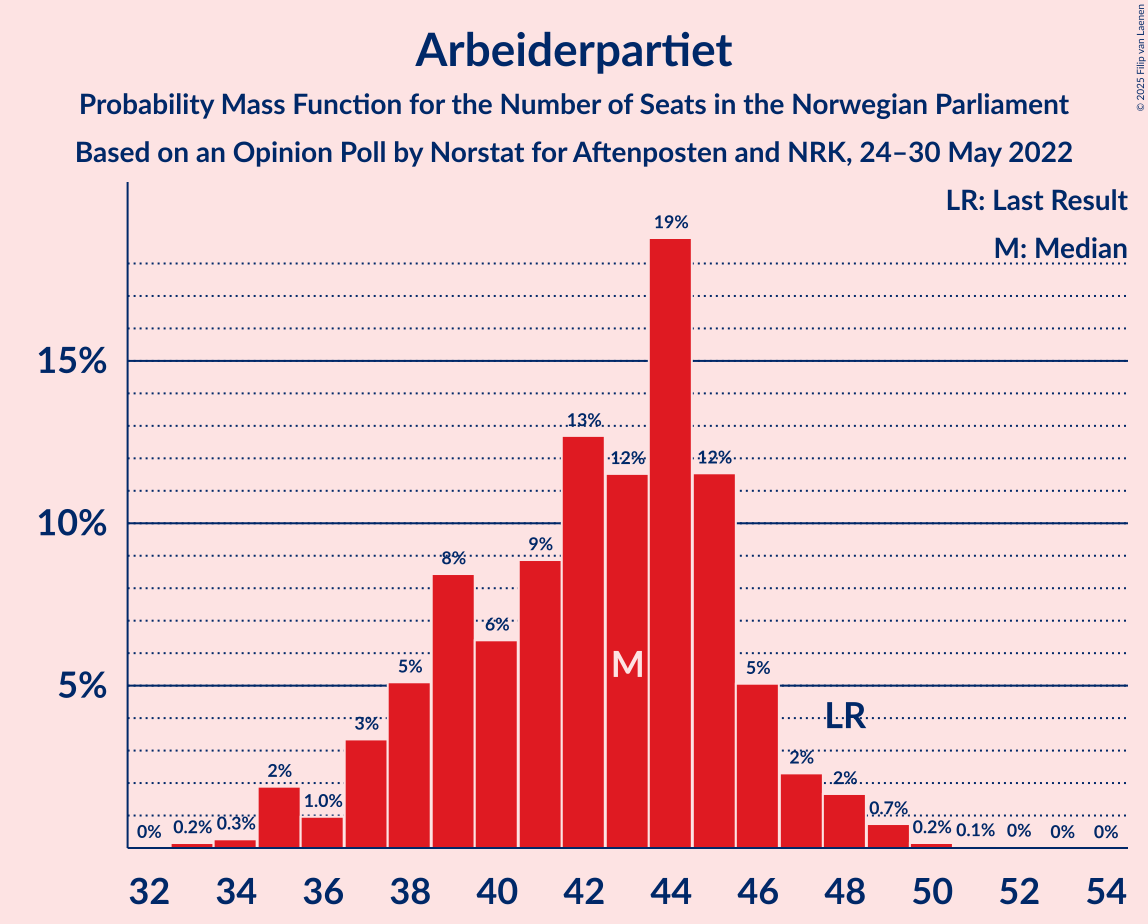 Arbeiderpartiet
Probability Mass Function for the Number of Seats in the Norwegian Parliament
Based on an Opinion Poll by Norstat for Aftenposten and NRK, 24–30 May 2022
© 2025 Filip van Laenen
LR: Last Result
M: Median
15%
10%
5%
0%
0.2%
0.3%
2%
1.0%
3%
5%
8%
6%
9%
13%
12%
19%
12%
5%
2%
2%
0.7%
0.2%
0.1%
0%
0%
0%
M
LR
32 34 36 38 40 42 44 46 48 50 52 54